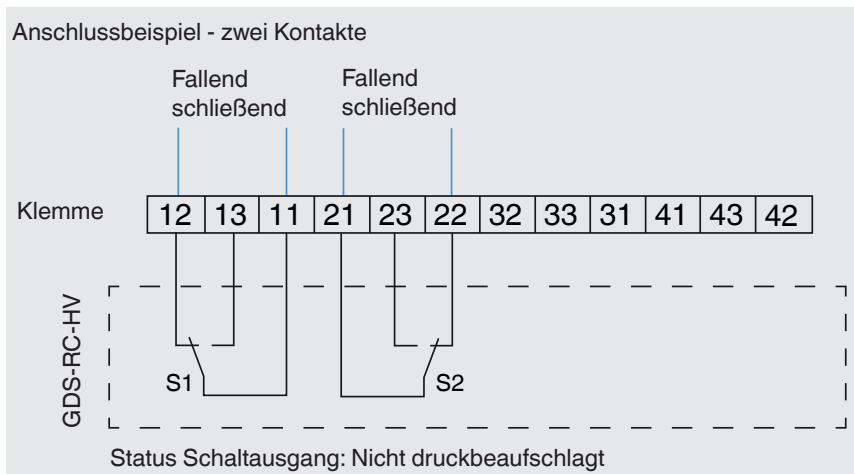 Anschlussbeispiel - zwei Kontakte
Fallend schließend
Fallend schließend
Klemme 12 13 11 21 23 22 32 33 31 41 43 42
GDS-RC-HV
S1
S2
Status Schaltausgang: Nicht druckbeaufschlagt